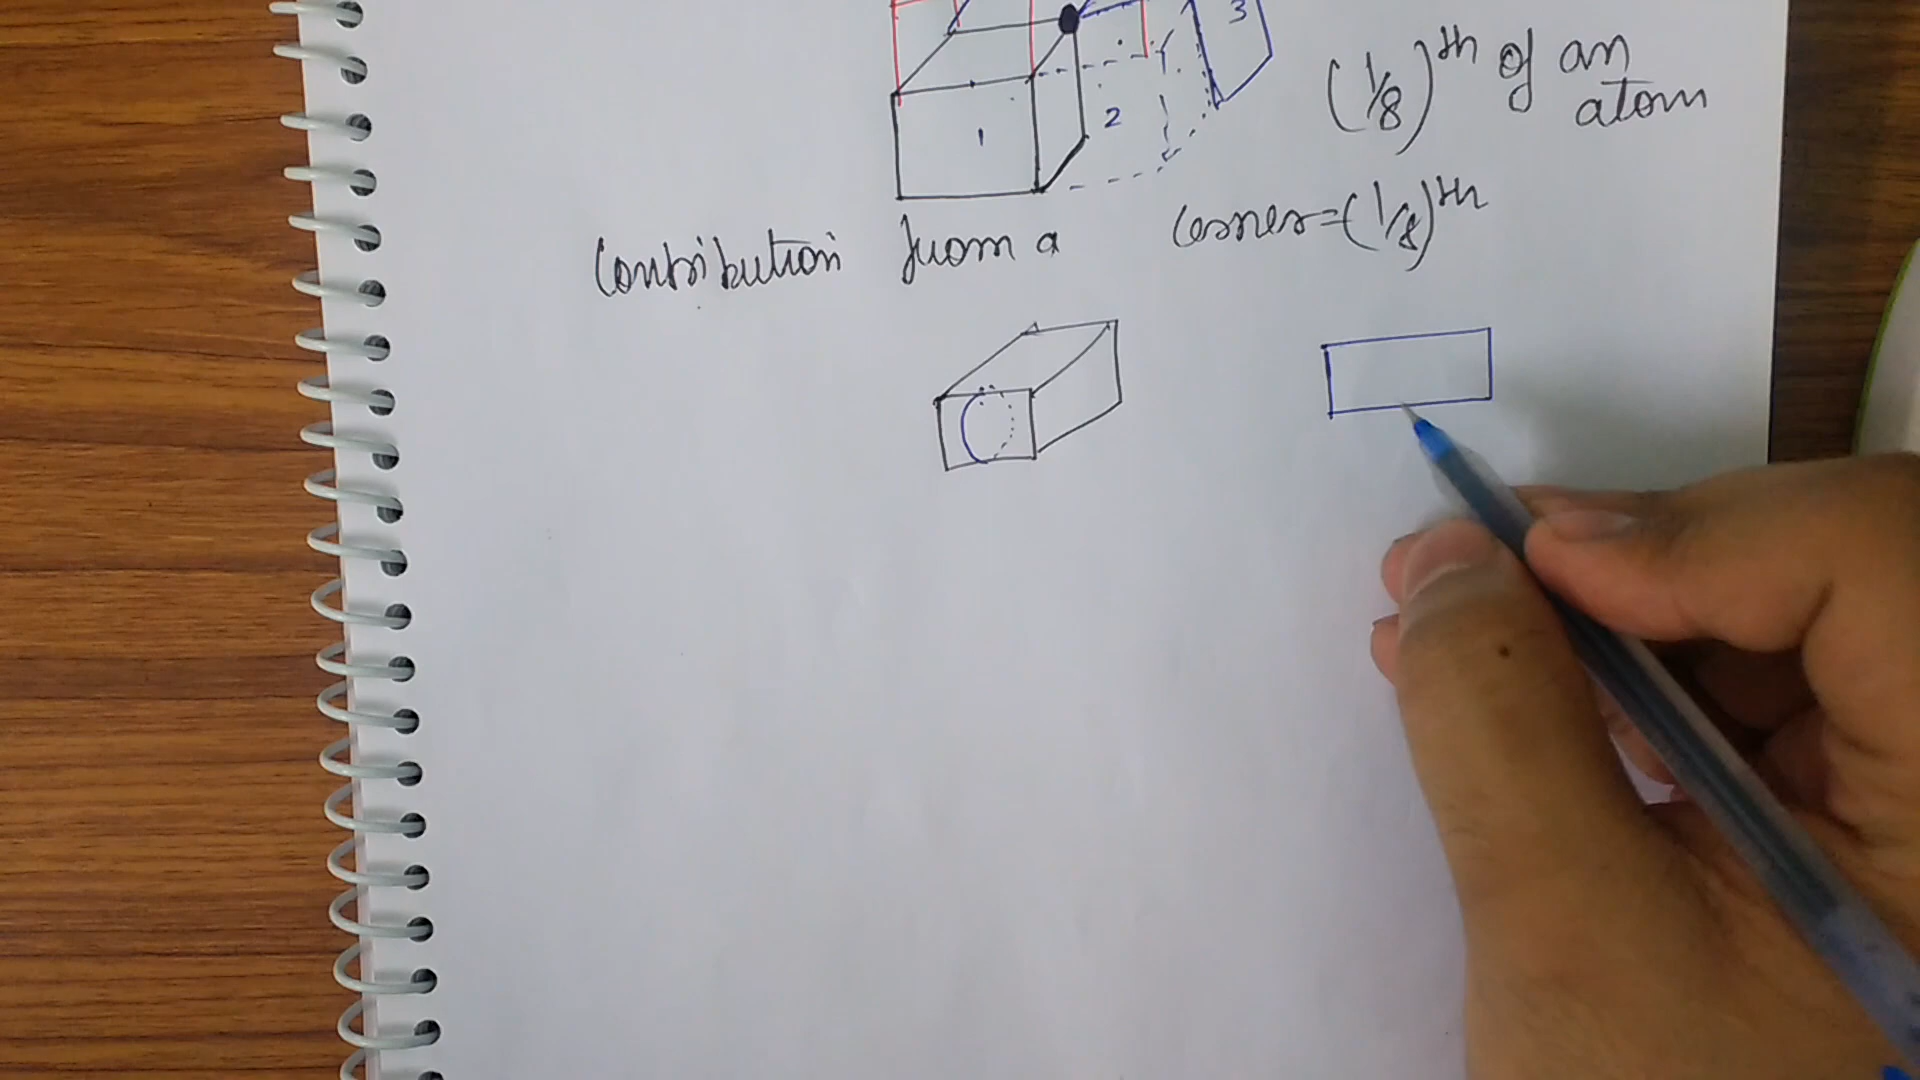 3
(1/8)th of an
atom
1
2
Contribution from a corner=(1/8)th